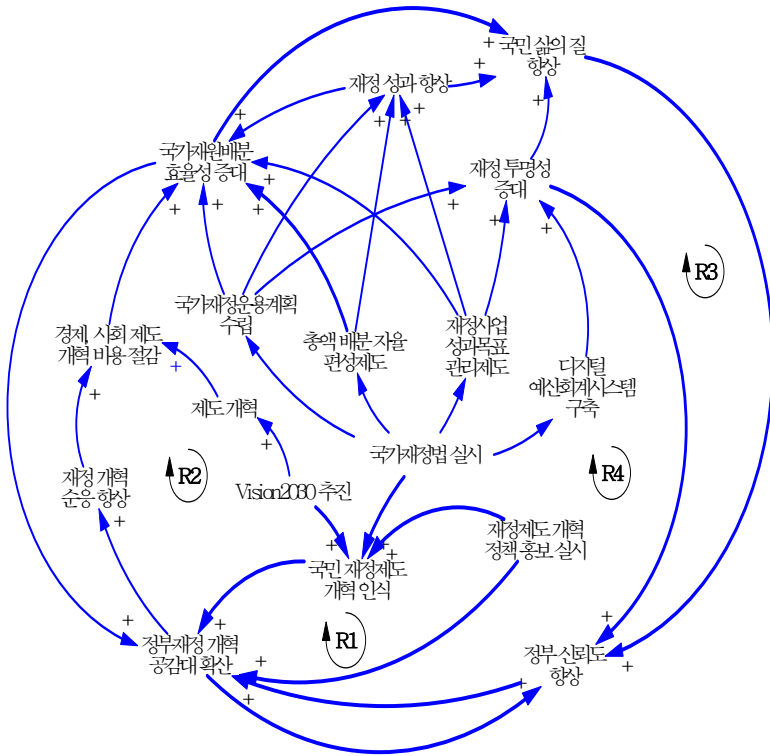 국민 삶의 질
향상
재정 성과 향상
국가재원배분
효율성 증대
재정 투명성
증대
R3
국가재정운용계획
수립
경제, 사회 제도
개혁 비용 절감
총액 배분 자율
편성제도
재정사업
성과목표
관리제도
디지털
예산회계시스템
구축
제도 개혁
국가재정법 실시
재정 개혁
순응 향상
R2
Vision2030 추진
R4
재정제도 개혁
정책 홍보 실시
국민 재정제도
개혁 인식
R1
정부재정 개혁
공감대 확산
정부 신뢰도
향상